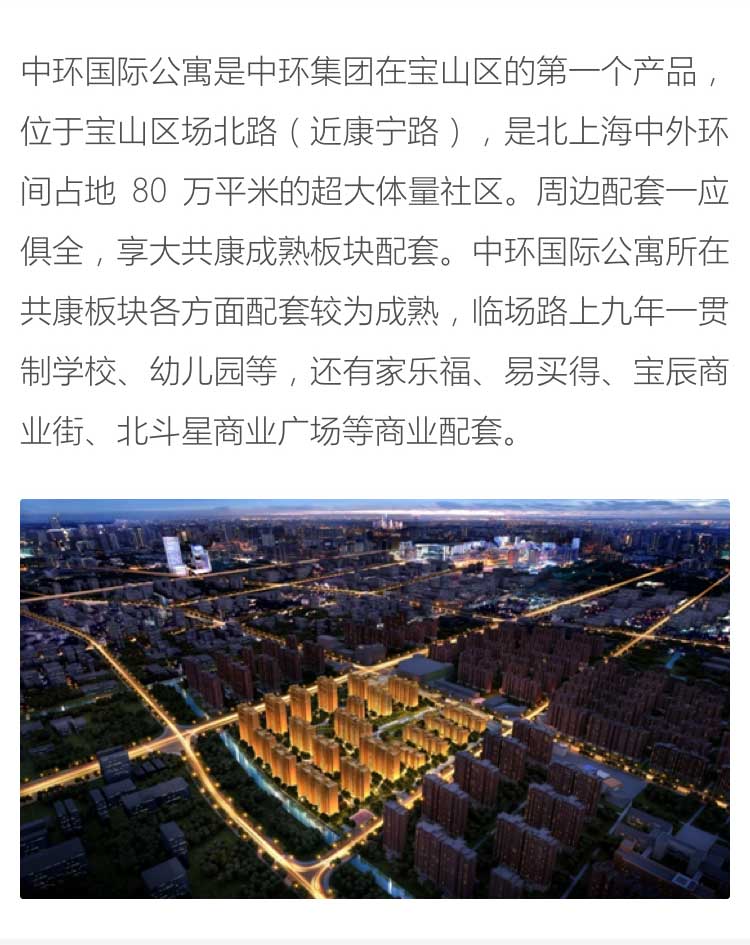 中环国际公寓是中环集团在宝山区的第一个产品，
位于宝山区场北路（近康宁路），是北上海中外环
间占地 80 万平米的超大体量社区。周边配套一应
俱全，享大共康成熟板块配套。中环国际公寓所在
共康板块各方面配套较为成熟，临场路上九年一贯
制学校、幼儿园等，还有家乐福、易买得、宝辰商
业街、北斗星商业广场等商业配套。